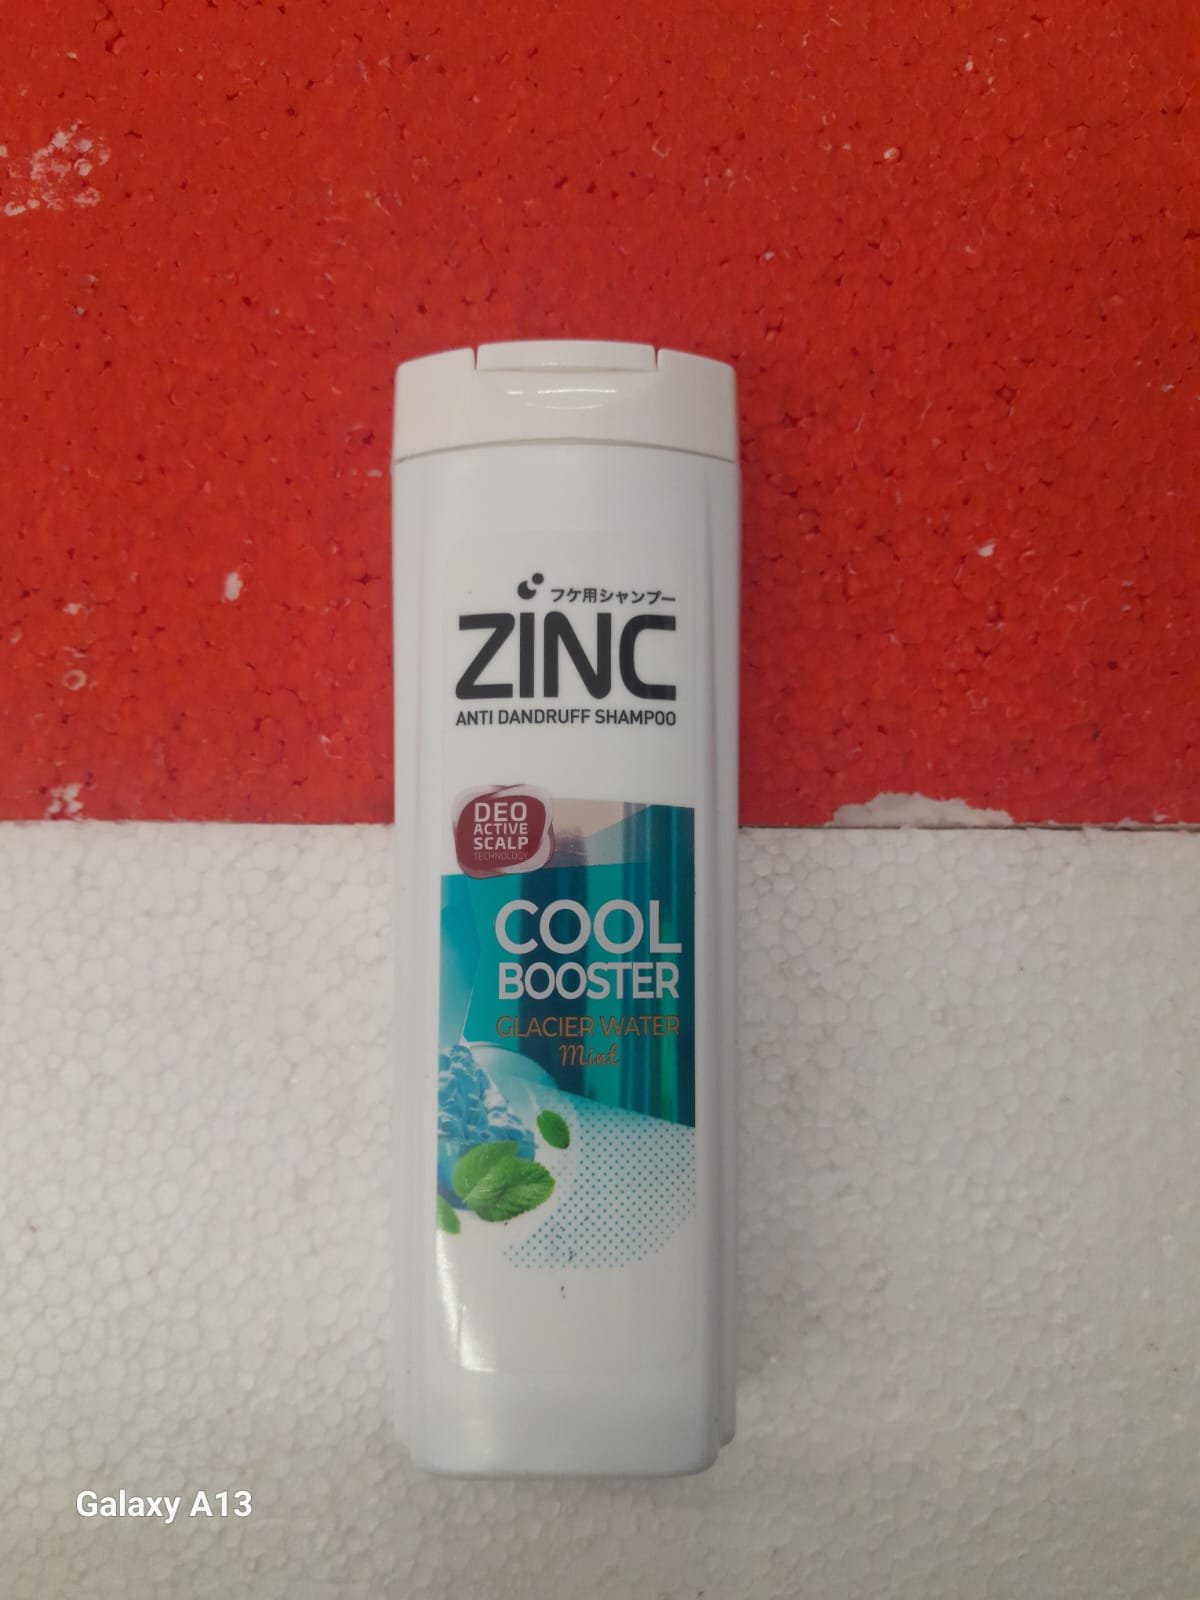 フケ用シャンプー
ZINC
ANTI DANDRUFF SHAMPOO
DEO
ACTIVE
SCALP
TECHNOLOGY
COOL
BOOSTER
GLACIER WATER
Mint
Galaxy A13